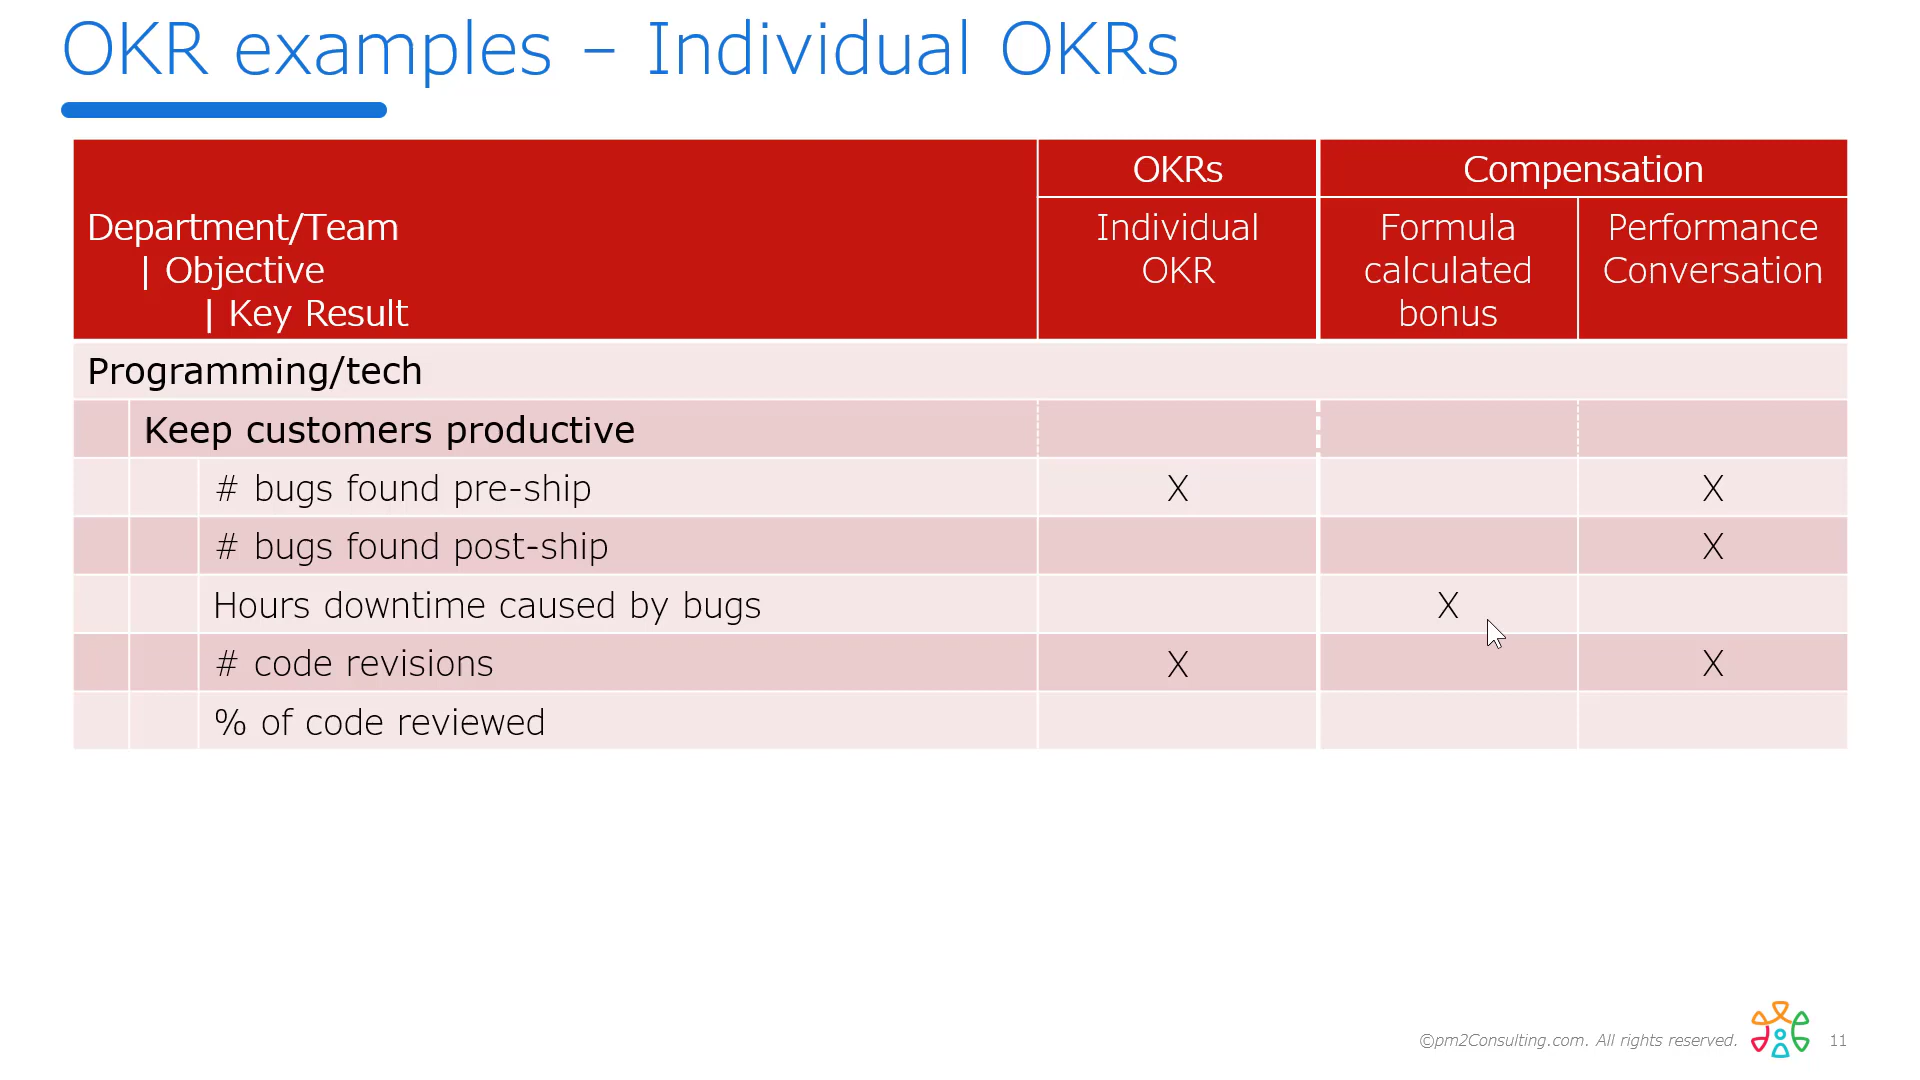 OKR examples – Individual OKRs
OKRs
Compensation
Department/Team
| Objective
| Key Result
Individual
OKR
Formula
calculated
bonus
Performance
Conversation
Programming/tech
Keep customers productive
# bugs found pre-ship X X
# bugs found post-ship X
Hours downtime caused by bugs X
# code revisions X X
% of code reviewed
©pm2Consulting.com. All rights reserved. 11